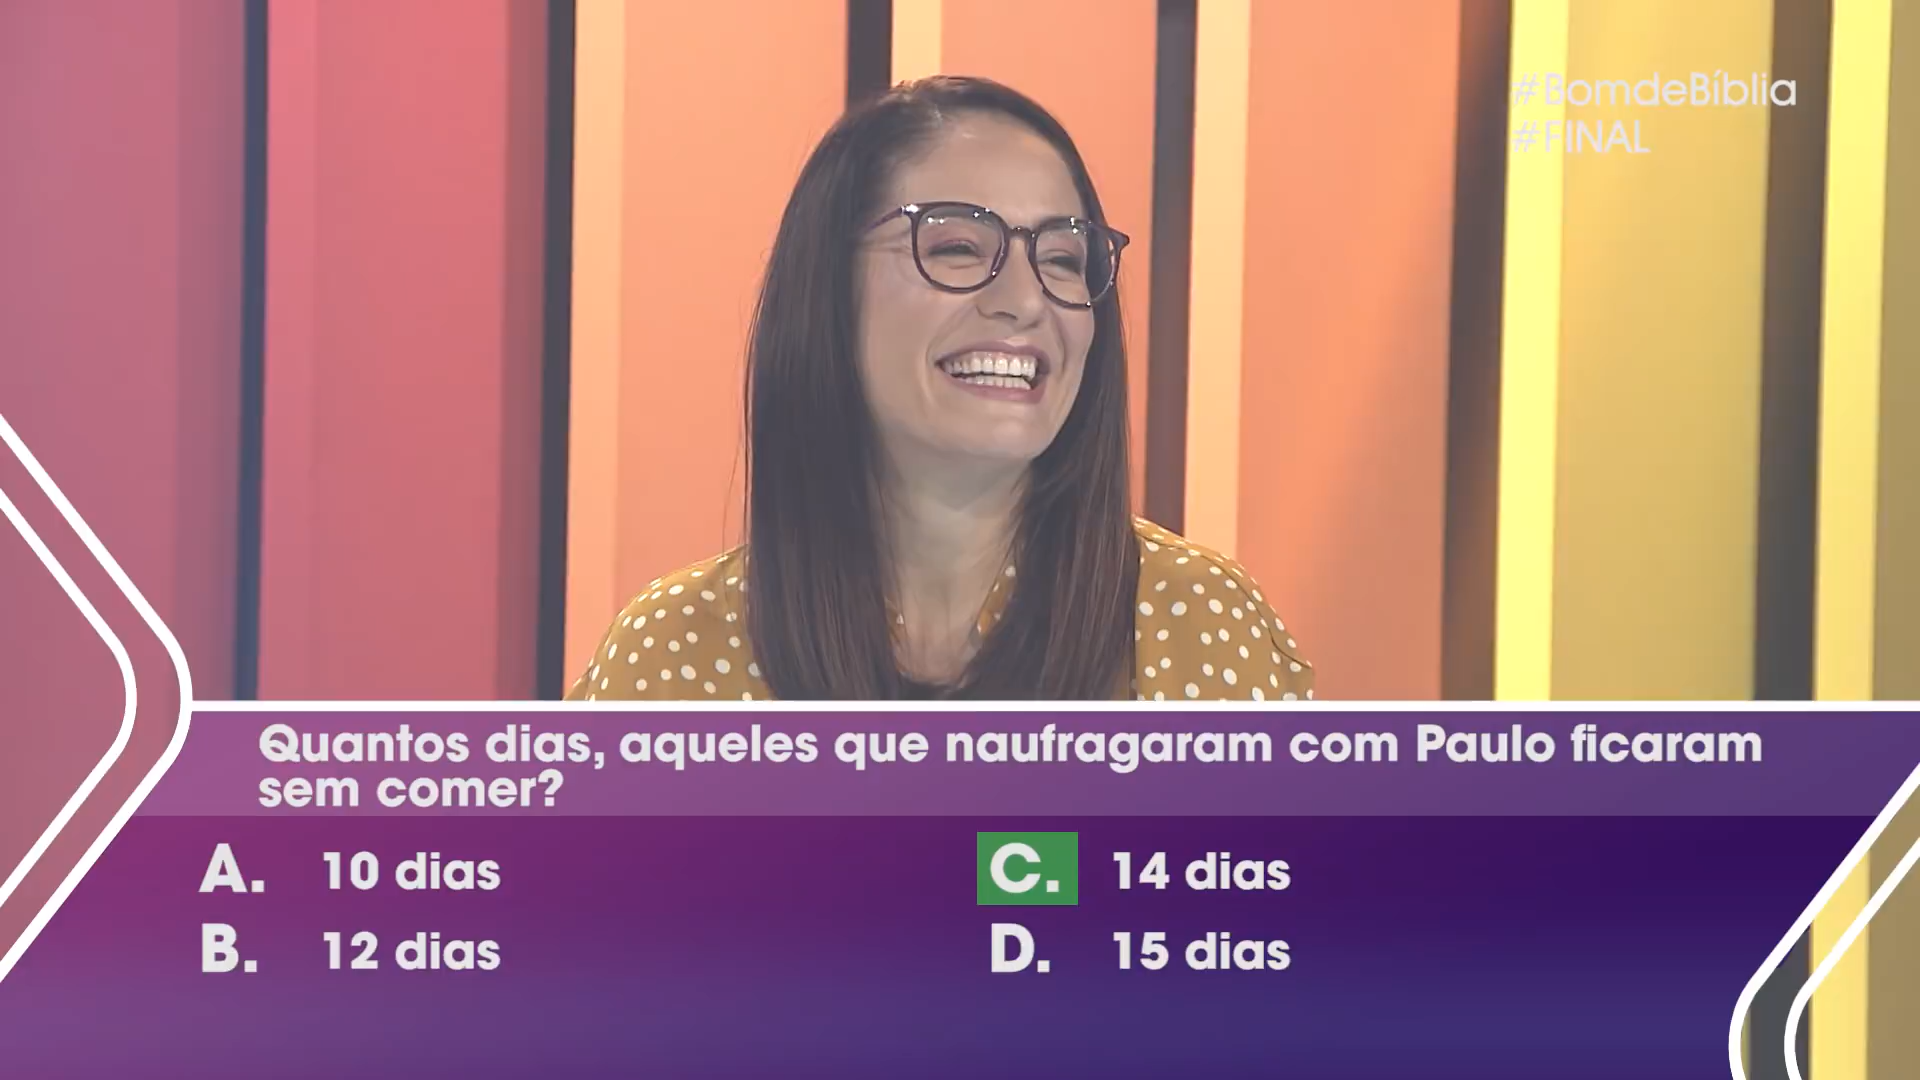 #BomdeBíblia
#FINAL
Quantos dias, aqueles que naufragaram com Paulo ficaram
sem comer?
A. 10 dias
B. 12 dias
C. 14 dias
D. 15 dias